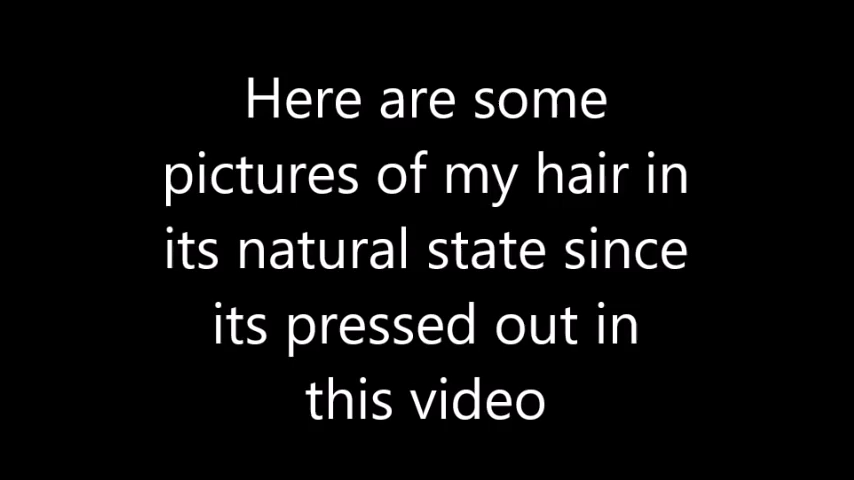 Here are some
pictures of my hair in
its natural state since
its pressed out in
this video